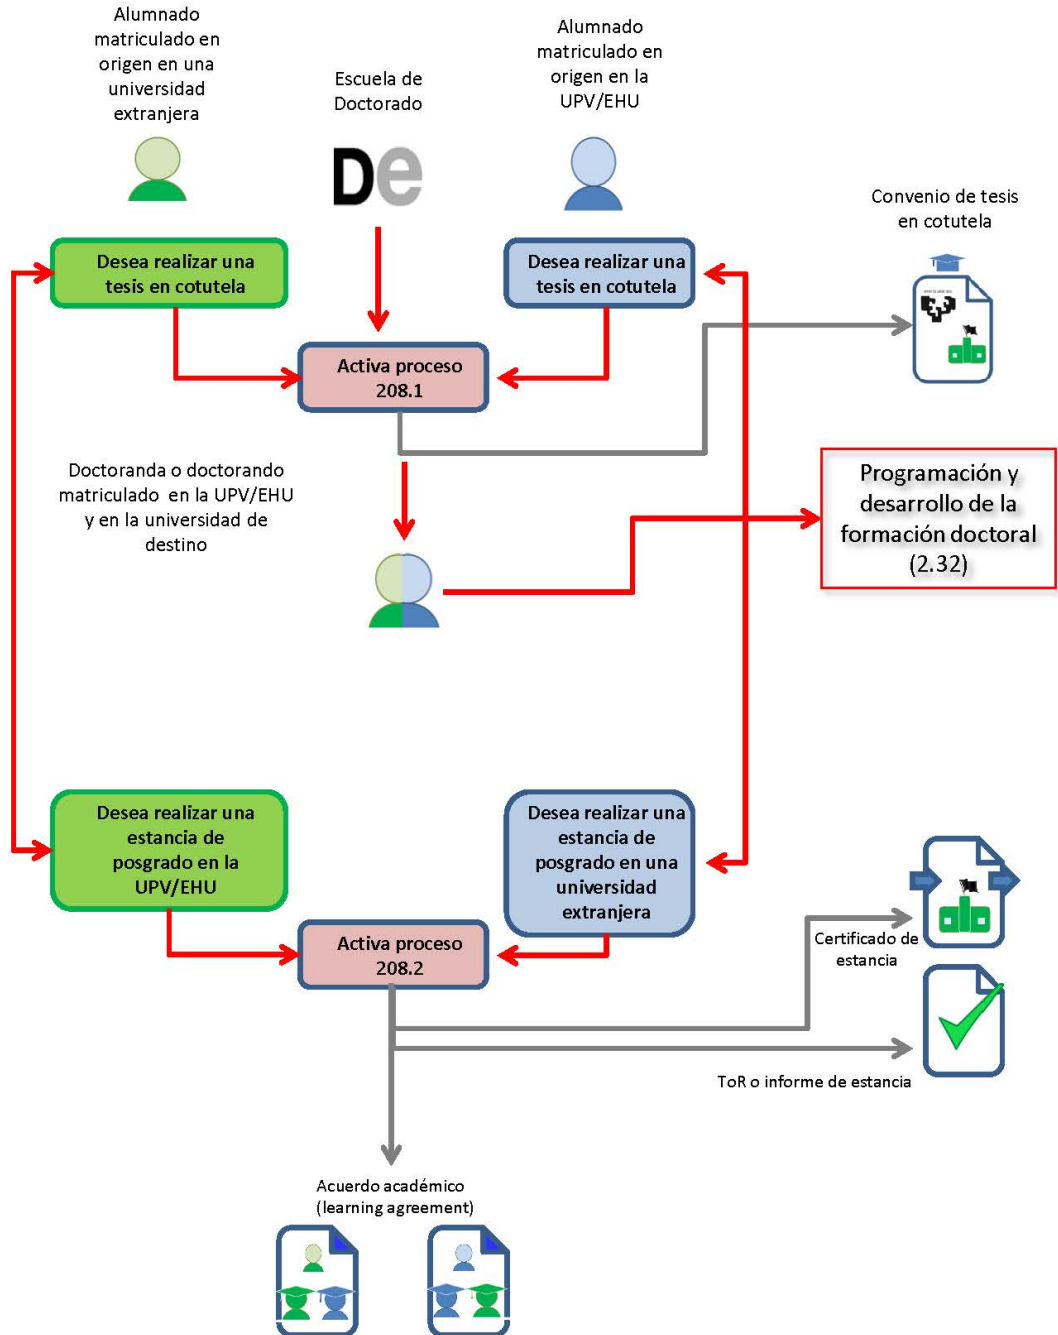 Alumnado
matriculado en
origen en una
universidad
extranjera
Escuela de
Doctorado
De
Alumnado
matriculado en
origen en la
UPV/EHU
Convenio de tesis
en cotutela
Desea realizar una
tesis en cotutela
Desea realizar una
tesis en cotutela
Activa proceso
208.1
Doctoranda o doctorando
matriculado en la UPV/EHU
y en la universidad de
destino
Programación y
desarrollo de la
formación doctoral
(2.32)
Desea realizar una
estancia de
posgrado en la
UPV/EHU
Desea realizar una
estancia de
posgrado en una
universidad
extranjera
Activa proceso
208.2
Certificado de
estancia
ToR o informe de estancia
Acuerdo académico
(learning agreement)